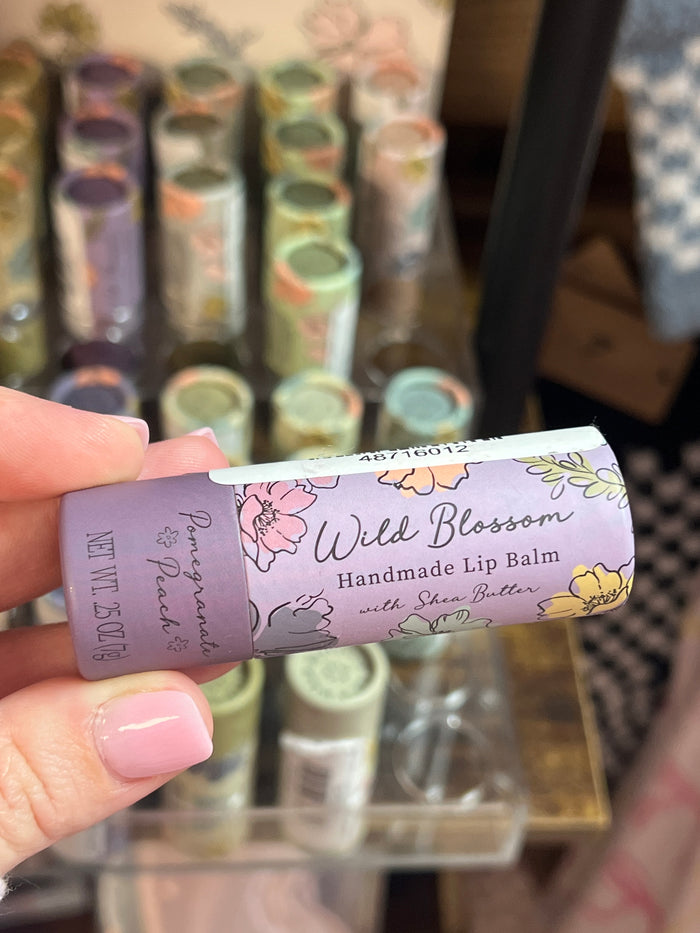 48716012
Wild Blossom
Handmade Lip Balm
with Shea Butter
Pomegranate
Peach
NET WT. .25 OZ (7g)